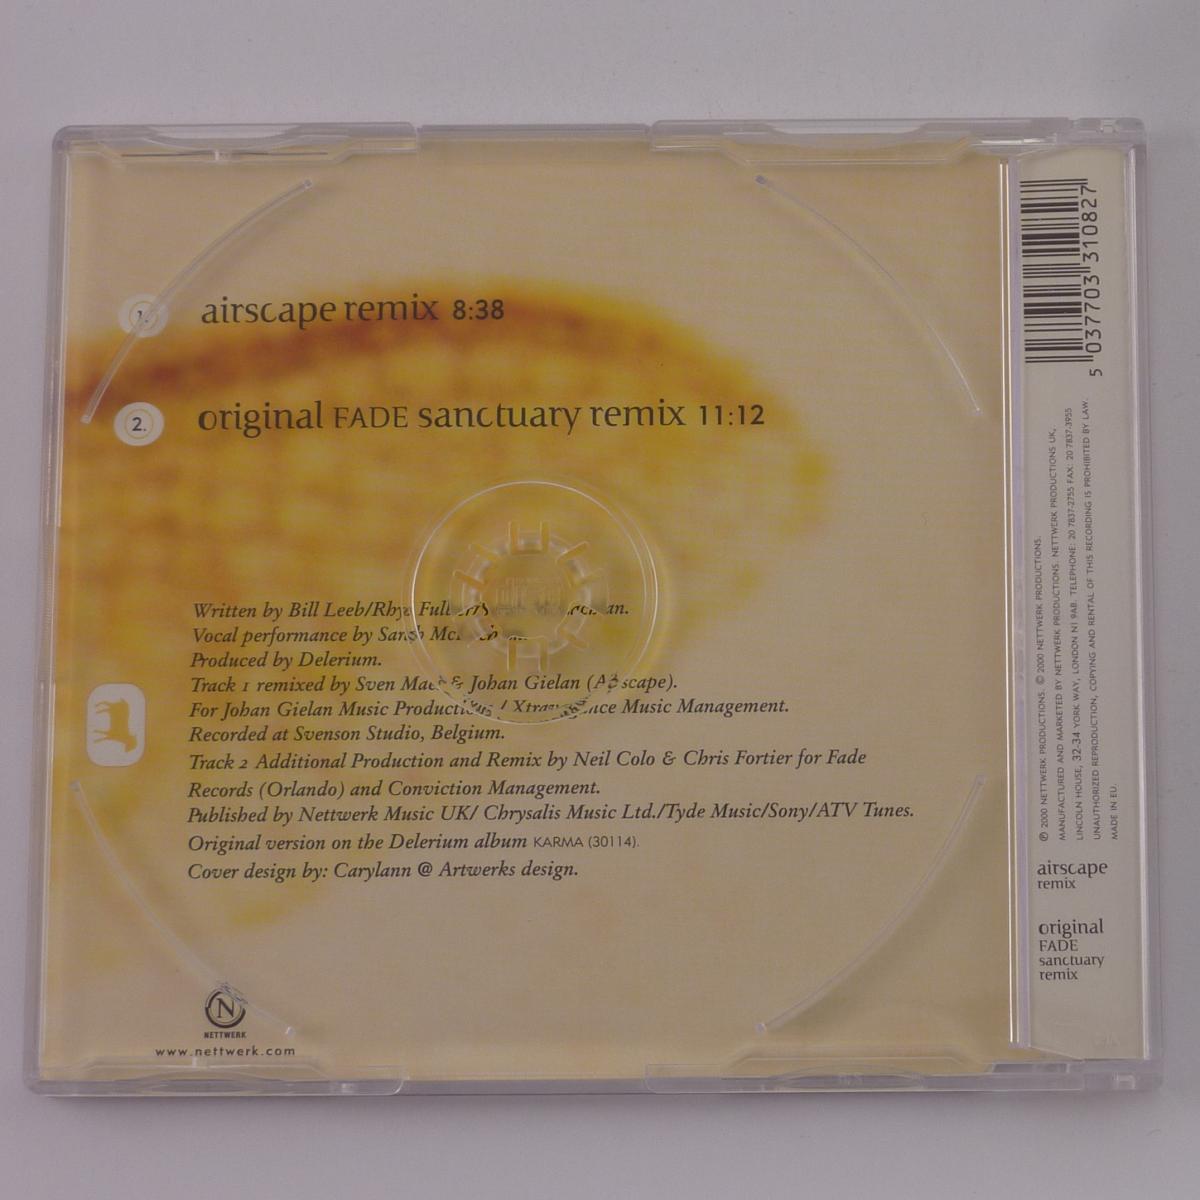 1. airscape remix 8:38
2. original FADE sanctuary remix 11:12
Written by Bill Leeb/Rhys
Vocal performance by Sarah
Produced by Delerium.
Track 1 remixed by Sven Maes & Johan Gielan (Airscape).
For Johan Gielan Music Productions / Xtravagance Music Management.
Recorded at Svenson Studio, Belgium.
Track 2 Additional Production and Remix by Neil Colo & Chris Fortier for Fade
Records (Orlando) and Conviction Management.
Published by Nettwerk Music UK/ Chrysalis Music Ltd./Tyde Music/Sony/ATV Tunes.
Original version on the Delerium album KARMA (30114).
Cover design by: Carylann @ Artwerks design.
N
NETTWERK
www.nettwerk.com
5 037703 310827
℗ 2000 NETTWERK PRODUCTIONS. © 2000 NETTWERK PRODUCTIONS.
MANUFACTURED AND MARKETED BY NETTWERK PRODUCTIONS. NETTWERK PRODUCTIONS UK,
LINCOLN HOUSE, 32-34 YORK WAY, LONDON N1 9AB. TELEPHONE: 20 7837-2755 FAX: 20 7837-3955
UNAUTHORIZED REPRODUCTION, COPYING AND RENTAL OF THIS RECORDING IS PROHIBITED BY LAW.
MADE IN EU.
airscape
remix
original
FADE
sanctuary
remix